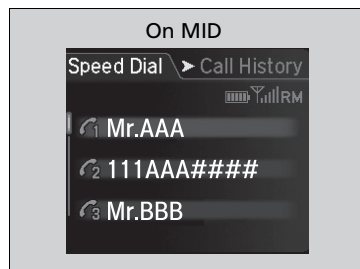 On MID
Speed Dial ➤ Call History
RM
1 Mr.AAA
2 111AAA####
3 Mr.BBB